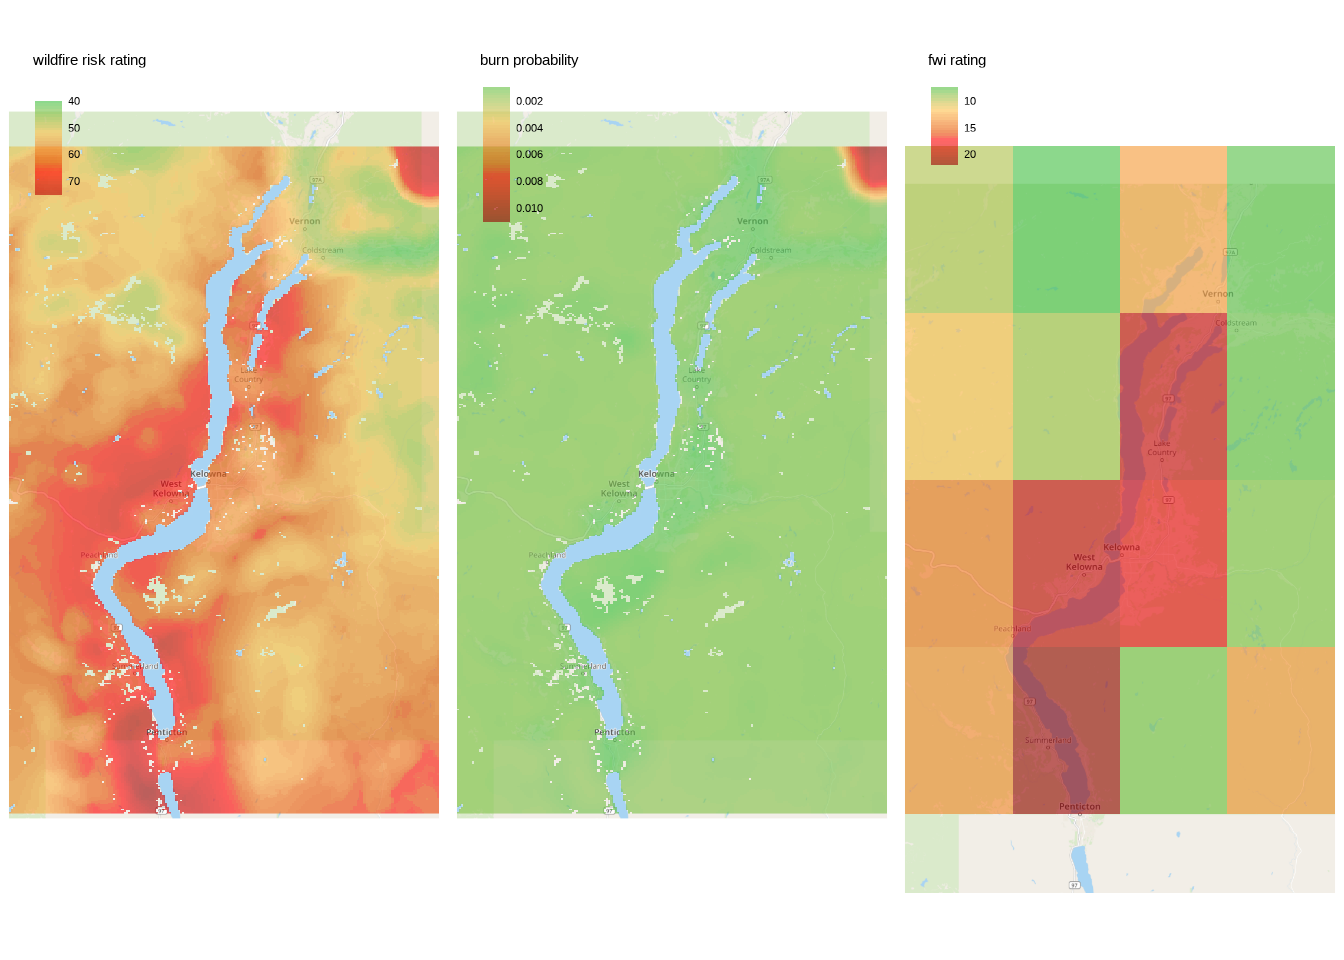 wildfire risk rating
40
50
60
70
Vernon
Coldstream
Lake
Country
Kelowna
West
Kelowna
Peachland
Summerland
Penticton
97
burn probability
0.002
0.004
0.006
0.008
0.010
97A
Vernon
Coldstream
97
Lake
Country
97
Kelowna
West
Kelowna
Peachland
Summerland
Penticton
97
fwi rating
10
15
20
97A
Vernon
Coldstream
97
Lake
Country
97
Kelowna
West
Kelowna
Peachland
97
Summerland
Penticton
97